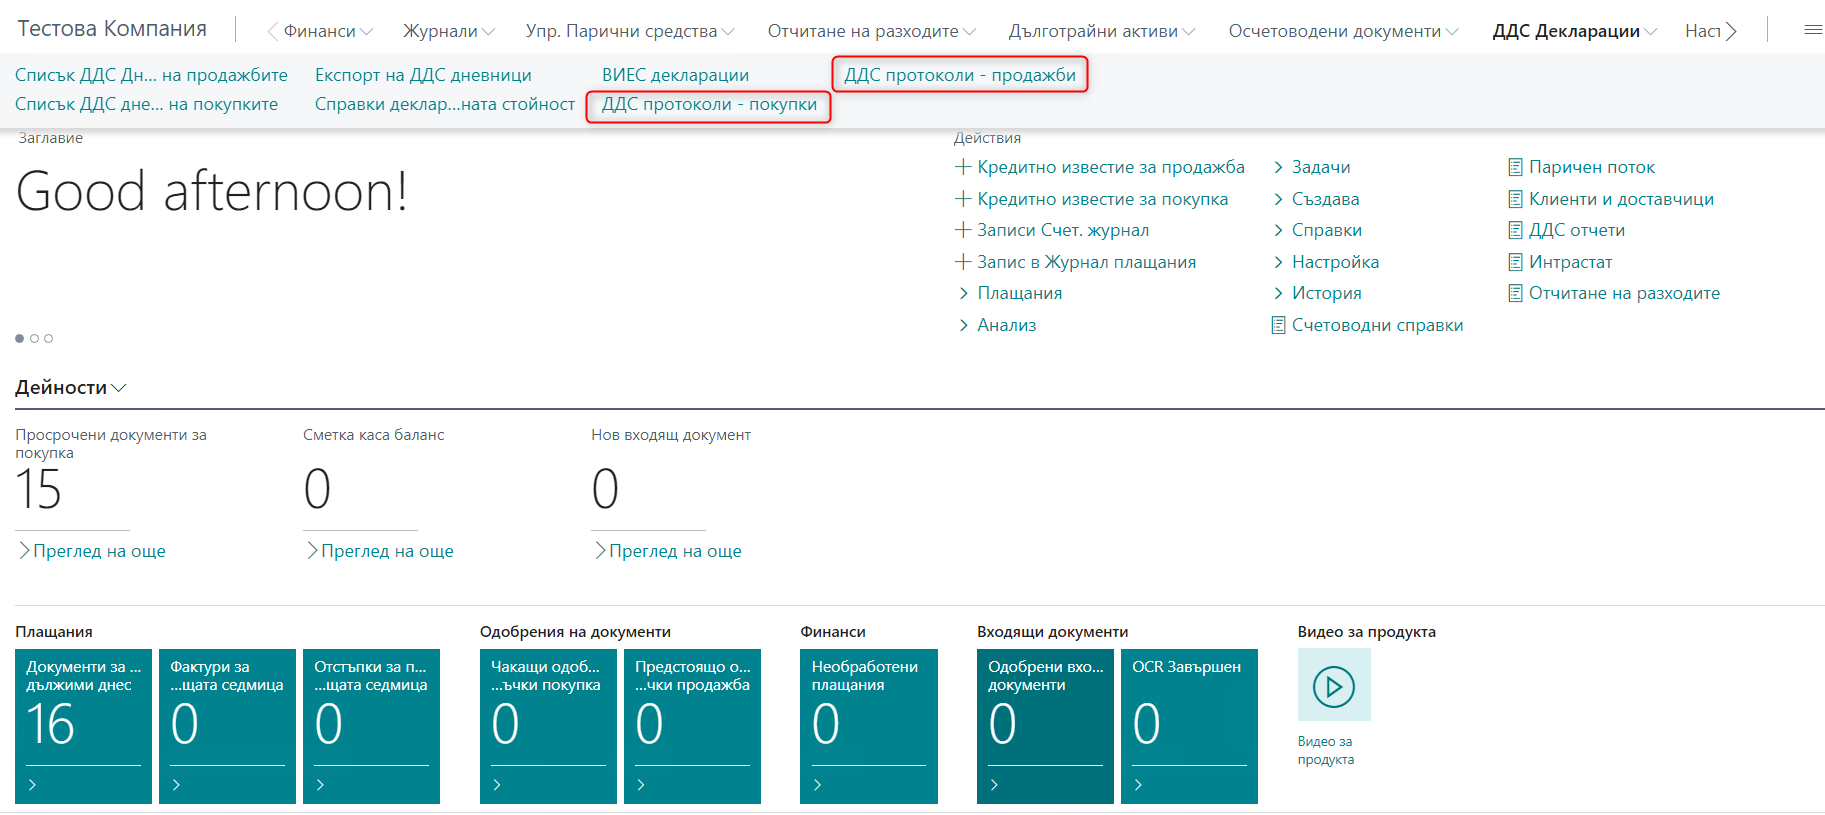 Тестова Компания
Финанси
Журнали
Упр. Парични средства
Отчитане на разходите
Дълготрайни активи
Осчетоводени документи
ДДС Декларации
Наст
Списък ДДС Дн... на продажбите
Експорт на ДДС дневници
ВИЕС декларации
ДДС протоколи - продажби
Списък ДДС дне... на покупките
Справки деклар...ната стойност
ДДС протоколи - покупки
Заглавие
Good afternoon!
Действия
Кредитно известие за продажба
Кредитно известие за покупка
Записи Счет. журнал
Запис в Журнал плащания
Плащания
Анализ
Задачи
Създава
Справки
Настройка
История
Счетоводни справки
Паричен поток
Клиенти и доставчици
ДДС отчети
Интрастат
Отчитане на разходите
Дейности
Просрочени документи за
покупка
15
Преглед на още
Сметка каса баланс
0
Преглед на още
Нов входящ документ
0
Преглед на още
Плащания
Документи за ...
дължими днес
16
Фактури за
...щата седмица
0
Отстъпки за п...
...щата седмица
0
Одобрения на документи
Чакащи одоб...
...ъчки покупка
0
Предстоящо о...
...чки продажба
0
Финанси
Необработени
плащания
0
Входящи документи
Одобрени вхо...
документи
0
OCR Завършен
0
Видео за продукта
Видео за
продукта